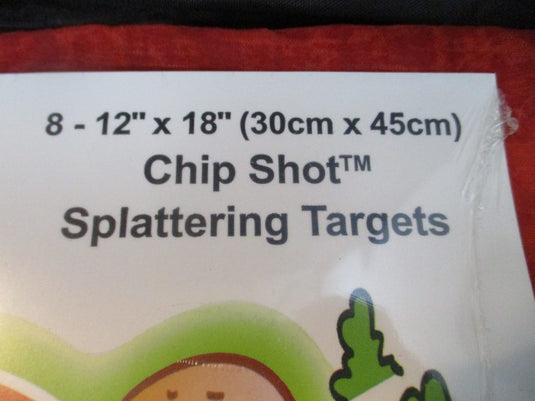 8 - 12" x 18" (30cm x 45cm)
Chip Shot™
Splattering Targets